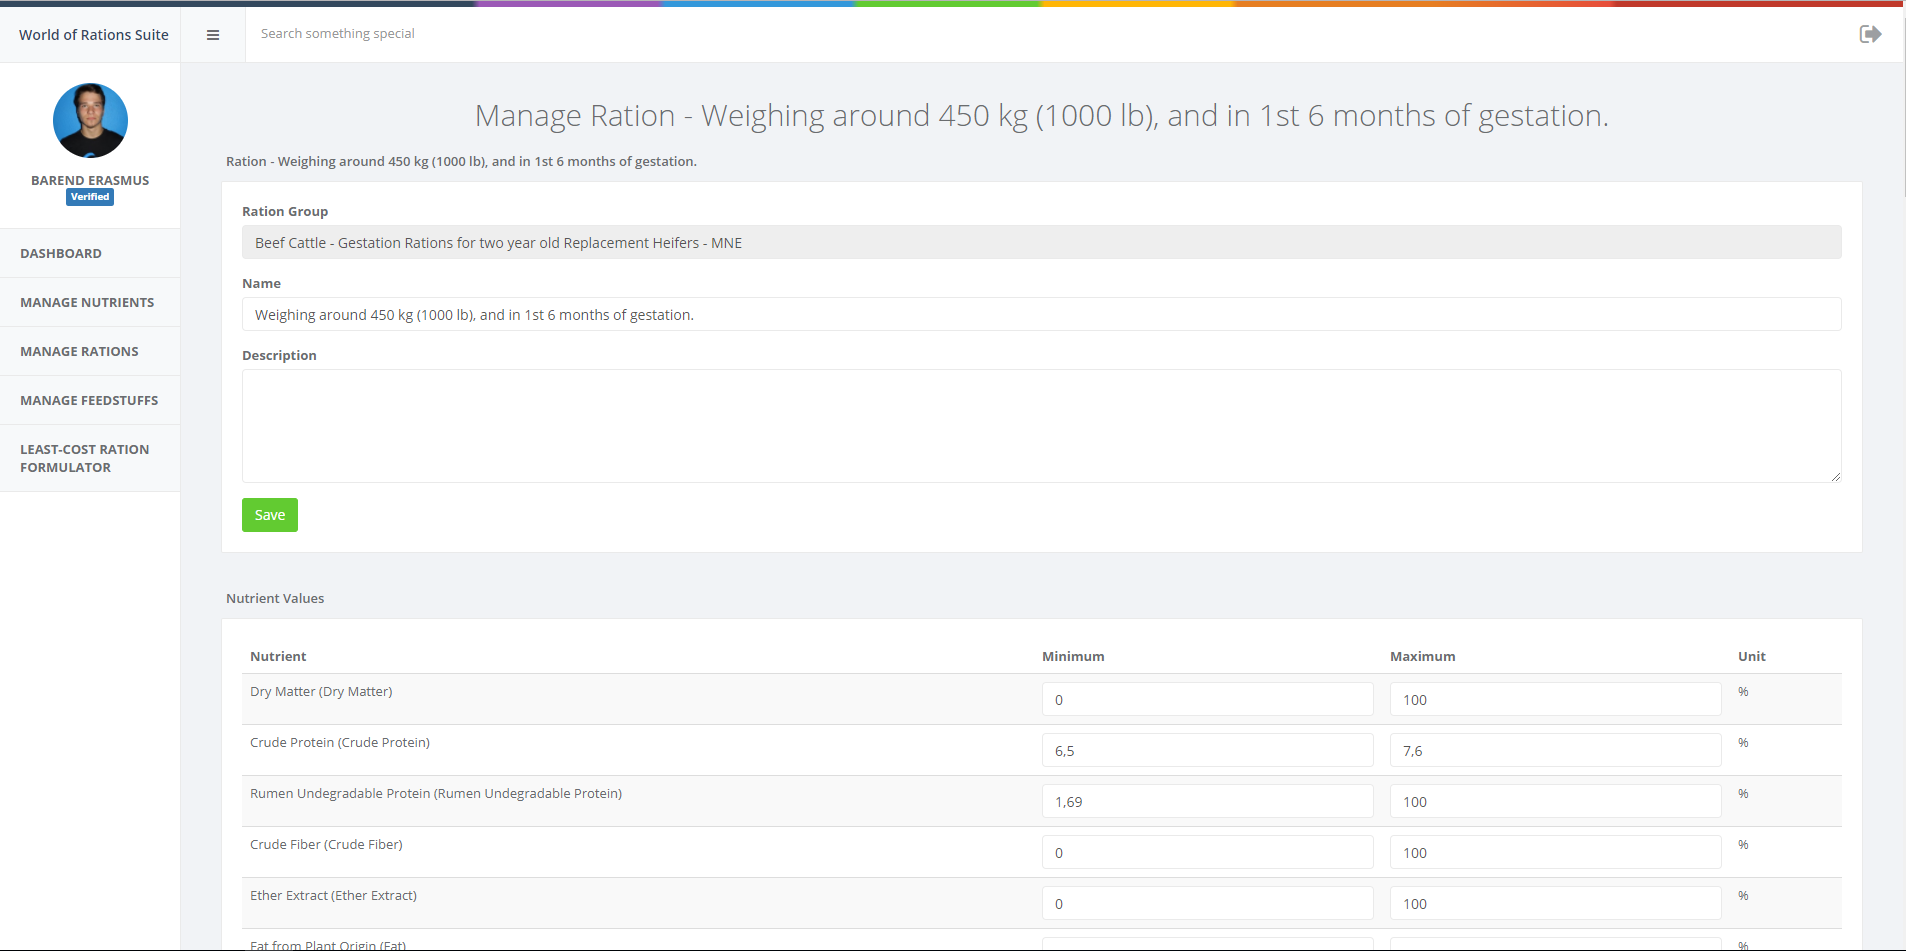 World of Rations Suite
Search something special
BAREND ERASMUS
Verified
DASHBOARD
MANAGE NUTRIENTS
MANAGE RATIONS
MANAGE FEEDSTUFFS
LEAST-COST RATION
FORMULATOR
Manage Ration - Weighing around 450 kg (1000 lb), and in 1st 6 months of gestation.
Ration - Weighing around 450 kg (1000 lb), and in 1st 6 months of gestation.
Ration Group
Beef Cattle - Gestation Rations for two year old Replacement Heifers - MNE
Name
Weighing around 450 kg (1000 lb), and in 1st 6 months of gestation.
Description
Save
Nutrient Values
Nutrient Minimum Maximum Unit
Dry Matter (Dry Matter) 0 100 %
Crude Protein (Crude Protein) 6,5 7,6 %
Rumen Undegradable Protein (Rumen Undegradable Protein) 1,69 100 %
Crude Fiber (Crude Fiber) 0 100 %
Ether Extract (Ether Extract) 0 100 %
Fat from Plant Origin (Fat) %